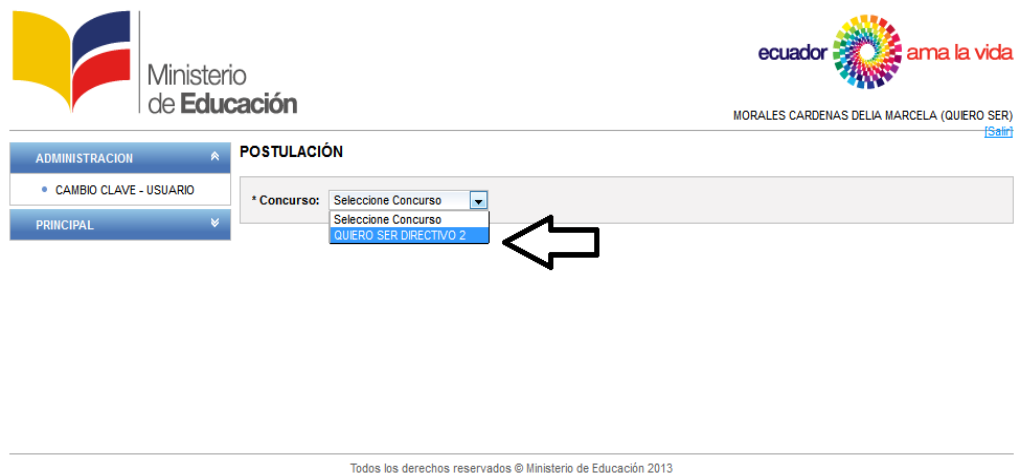 Ministerio
de Educación
ecuador ama la vida
MORALES CARDENAS DELIA MARCELA (QUIERO SER)
[Salir]
ADMINISTRACION
CAMBIO CLAVE - USUARIO
PRINCIPAL
POSTULACIÓN
* Concurso: Seleccione Concurso
Seleccione Concurso
QUIERO SER DIRECTIVO 2
Todos los derechos reservados © Ministerio de Educación 2013